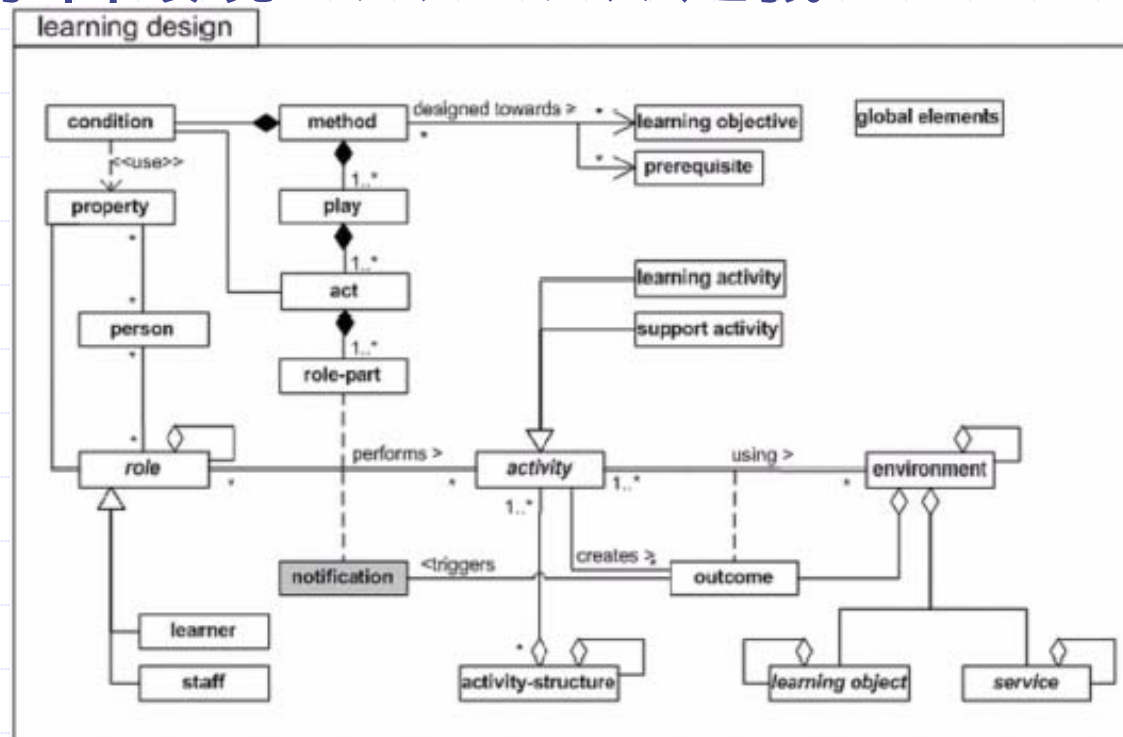 learning design
condition
method
designed towards >
*
*
learning objective
global elements
<<use>>
*
prerequisite
1..*
property
play
*
1..*
learning activity
act
*
person
support activity
*
1..*
role-part
*
performs >
using >
role
activity
environment
*
*
1..*
*
1..*
creates >
*
notification
<triggers
outcome
learner
*
staff
activity-structure
learning object
service